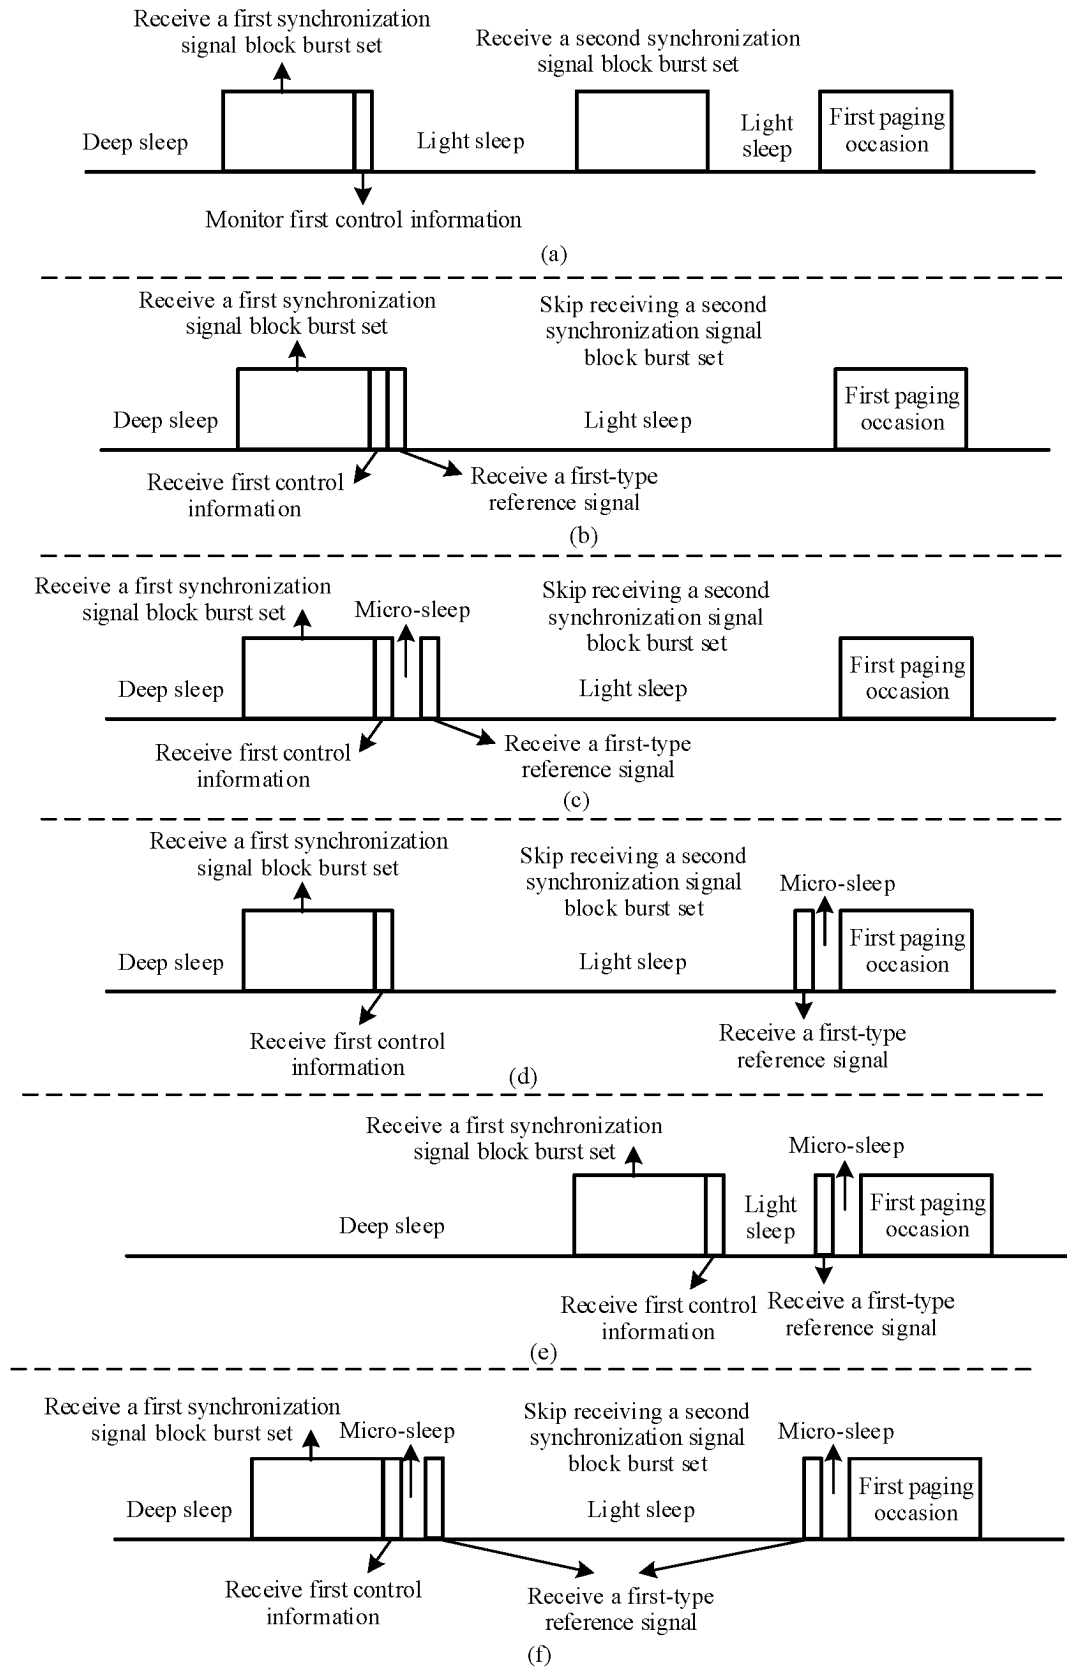 Receive a first synchronization
signal block burst set
Receive a second synchronization
signal block burst set
Deep sleep
Light sleep
Light
sleep
First paging
occasion
Monitor first control information
(a)
Receive a first synchronization
signal block burst set
Skip receiving a second
synchronization signal
block burst set
Deep sleep
Light sleep
First paging
occasion
Receive first control
information
Receive a first-type
reference signal
(b)
Receive a first synchronization
signal block burst set
Micro-sleep
Skip receiving a second
synchronization signal
block burst set
Deep sleep
Light sleep
First paging
occasion
Receive first control
information
Receive a first-type
reference signal
(c)
Receive a first synchronization
signal block burst set
Skip receiving a second
synchronization signal
block burst set
Micro-sleep
Deep sleep
Light sleep
First paging
occasion
Receive first control
information
Receive a first-type
reference signal
(d)
Receive a first synchronization
signal block burst set
Micro-sleep
Deep sleep
Light
sleep
First paging
occasion
Receive first control
information
Receive a first-type
reference signal
(e)
Receive a first synchronization
signal block burst set
Micro-sleep
Skip receiving a second
synchronization signal
block burst set
Micro-sleep
Deep sleep
Light sleep
First paging
occasion
Receive first control
information
Receive a first-type
reference signal
(f)